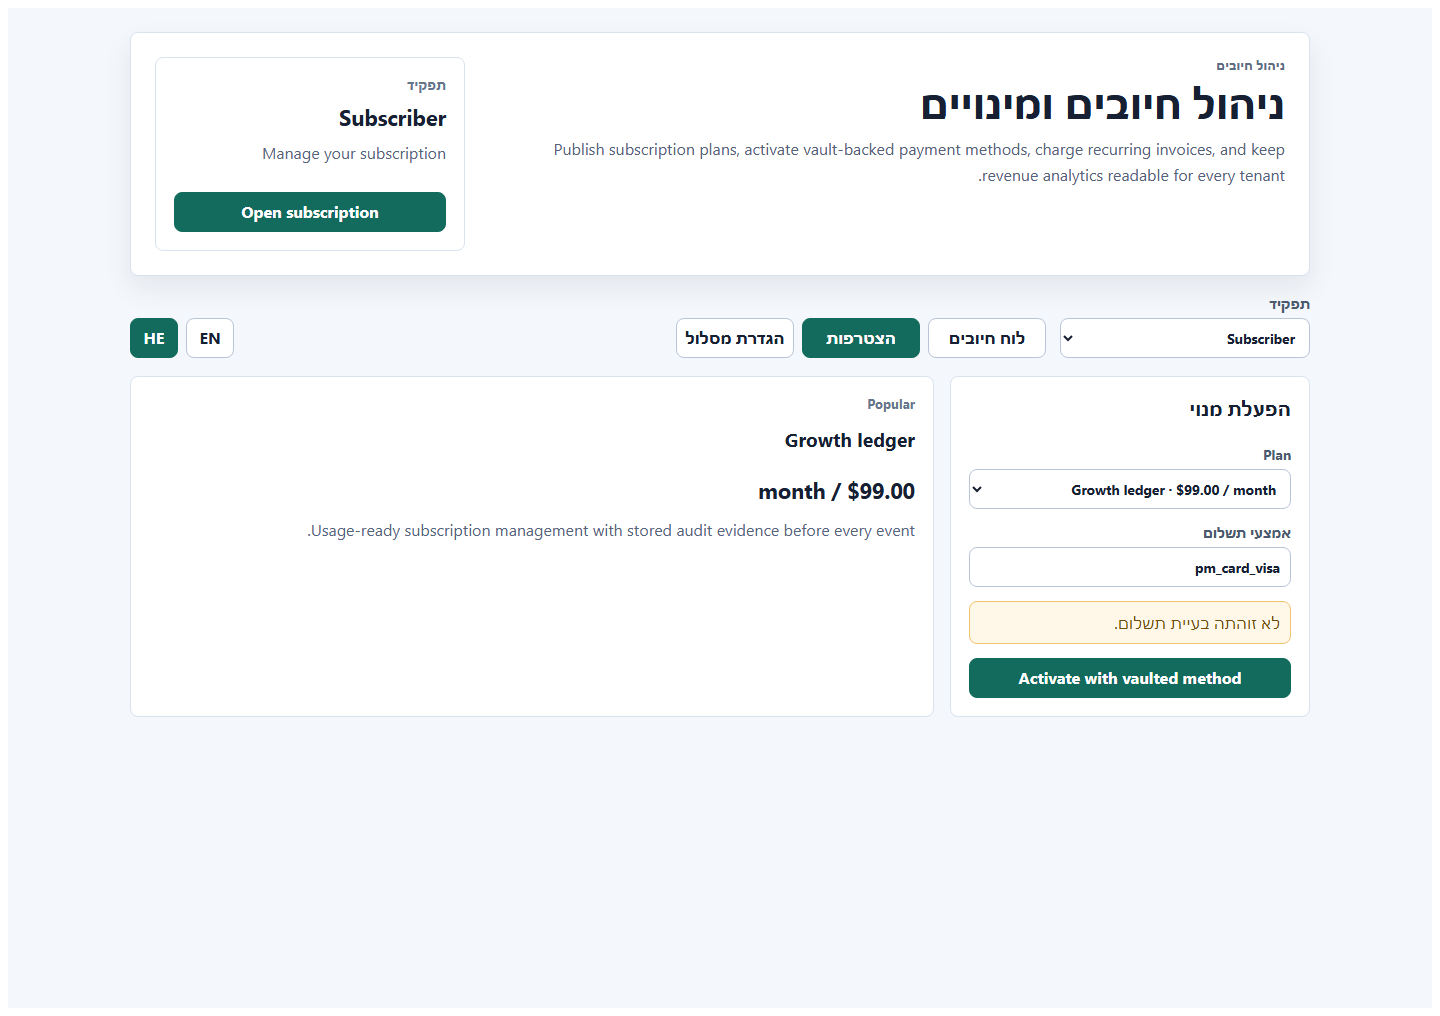 ניהול חיובים
ניהול חיובים ומינויים
Publish subscription plans, activate vault-backed payment methods, charge recurring invoices, and keep
revenue analytics readable for every tenant.
תפקיד
Subscriber
Manage your subscription
Open subscription
תפקיד
Subscriber
לוח חיובים
הצטרפות
הגדרת מסלול
EN
HE
הפעלת מנוי
Plan
Growth ledger · $99.00 / month
אמצעי תשלום
pm_card_visa
לא זוהתה בעיית תשלום.
Activate with vaulted method
Popular
Growth ledger
$99.00 / month
Usage-ready subscription management with stored audit evidence before every event.